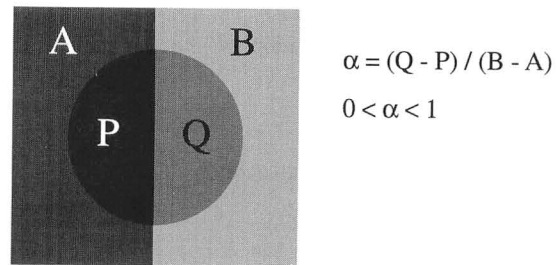 A
B
P
Q
α = (Q - P) / (B - A)
0 < α < 1